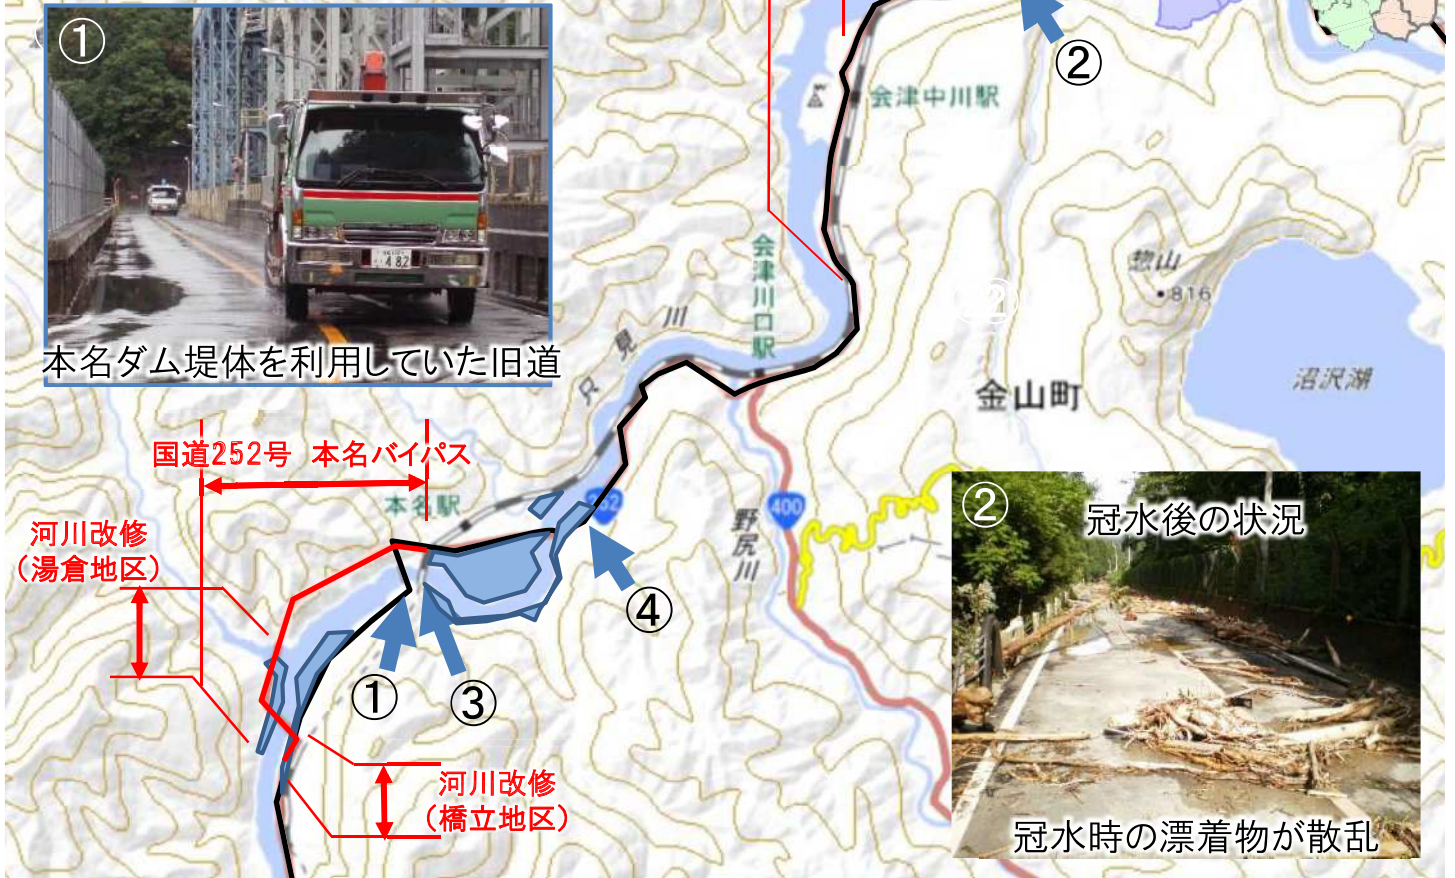 ①
本名ダム堤体を利用していた旧道
・482
②
会津中川駅
会津川口駅
只見川
惣山
・816
沼沢湖
金山町
②
国道252号 本名バイパス
本名駅
252
400
野尻川
河川改修
(湯倉地区)
④
①
③
河川改修
(橋立地区)
②
冠水後の状況
冠水時の漂着物が散乱